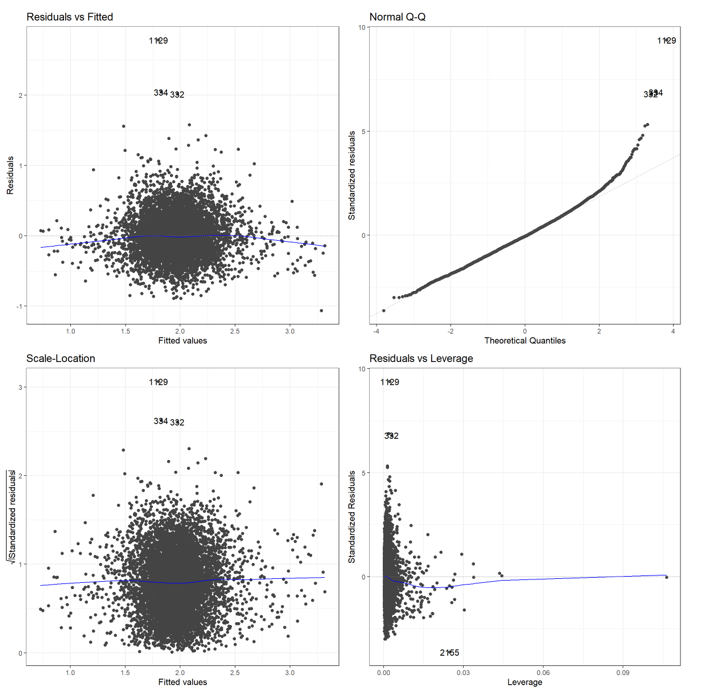 Residuals vs Fitted
1129
334
332
2
1
0
-1
1.0 1.5 2.0 2.5 3.0
Residuals
Fitted values
Normal Q-Q
10
1129
334
332
5
0
-4 -2 0 2 4
Standardized residuals
Theoretical Quantiles
Scale-Location
3
1129
334
332
2
1
0
1.0 1.5 2.0 2.5 3.0
√|Standardized residuals|
Fitted values
Residuals vs Leverage
1129
332
5
0
2155
0.00 0.03 0.06 0.09
Standardized Residuals
Leverage